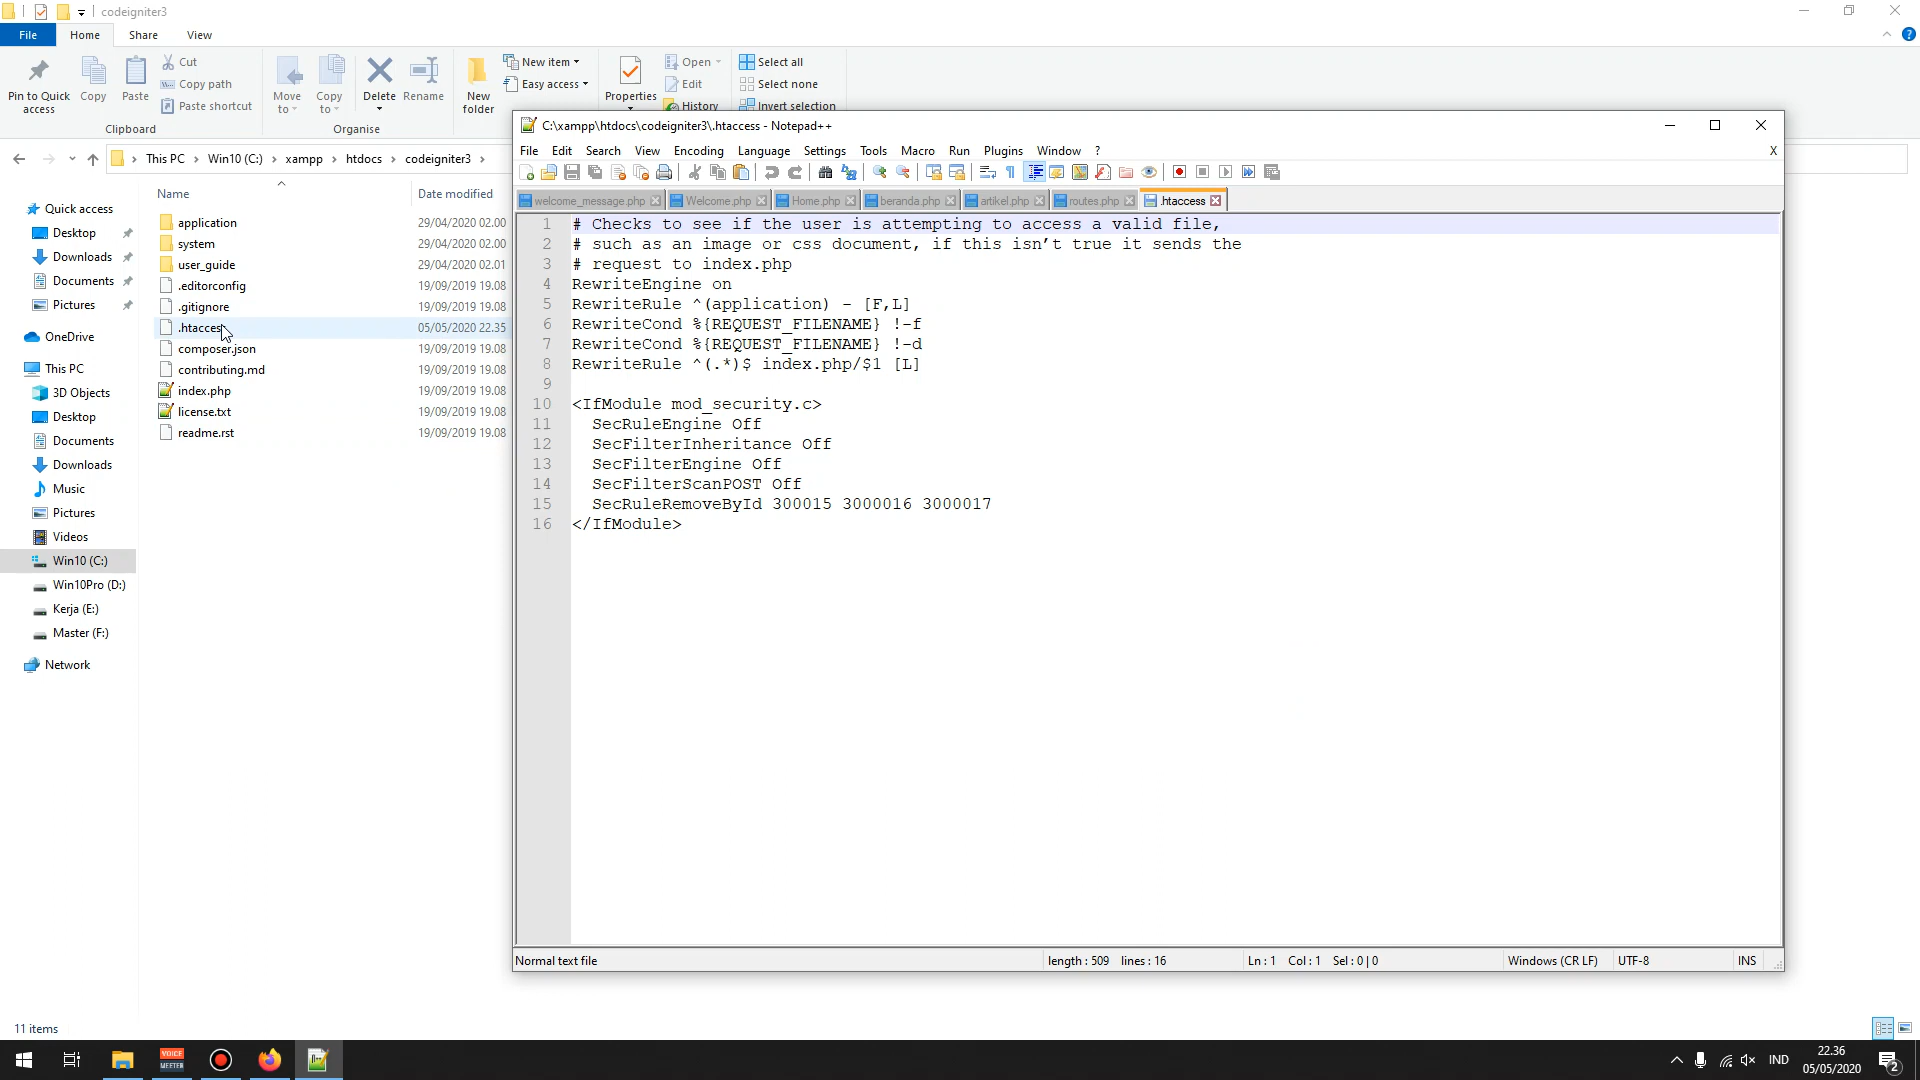 codeigniter3
File
Home
Share
View
Pin to Quick access
Copy
Paste
Cut
Copy path
Paste shortcut
Clipboard
Move to
Copy to
Delete
Rename
Organise
New folder
New item
Easy access
Properties
Open
Edit
History
Select all
Select none
Invert selection
This PC
Win10 (C:)
xampp
htdocs
codeigniter3
Name
Date modified
Quick access
Desktop
Downloads
Documents
Pictures
OneDrive
This PC
3D Objects
Desktop
Documents
Downloads
Music
Pictures
Videos
Win10 (C:)
Win10Pro (D:)
Kerja (E:)
Master (F:)
Network
application 29/04/2020 02.00
system 29/04/2020 02.00
user_guide 29/04/2020 02.01
.editorconfig 19/09/2019 19.08
.gitignore 19/09/2019 19.08
.htaccess 05/05/2020 22.35
composer.json 19/09/2019 19.08
contributing.md 19/09/2019 19.08
index.php 19/09/2019 19.08
license.txt 19/09/2019 19.08
readme.rst 19/09/2019 19.08
C:\xampp\htdocs\codeigniter3\.htaccess - Notepad++
File Edit Search View Encoding Language Settings Tools Macro Run Plugins Window ? X
welcome_message.php Welcome.php Home.php beranda.php artikel.php routes.php .htaccess
1 # Checks to see if the user is attempting to access a valid file,
2 # such as an image or css document, if this isn’t true it sends the
3 # request to index.php
4 RewriteEngine on
5 RewriteRule ^(application) - [F,L]
6 RewriteCond %{REQUEST_FILENAME} !-f
7 RewriteCond %{REQUEST_FILENAME} !-d
8 RewriteRule ^(.*)$ index.php/$1 [L]
9
10 <IfModule mod_security.c>
11 SecRuleEngine Off
12 SecFilterInheritance Off
13 SecFilterEngine Off
14 SecFilterScanPOST Off
15 SecRuleRemoveById 300015 3000016 3000017
16 </IfModule>
Normal text file
length : 509 lines : 16
Ln : 1 Col : 1 Sel : 0 | 0
Windows (CR LF)
UTF-8
INS
11 items
VOICE
MEETER
IND
22.36
05/05/2020
2